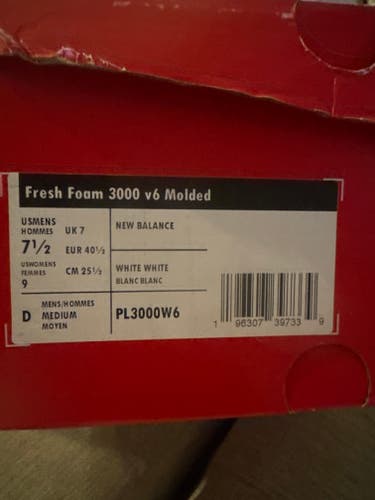 Fresh Foam 3000 v6 Molded
USMENS
HOMMES
7½
UK 7
EUR 40½
USWOMENS
FEMMES
9
CM 25½
NEW BALANCE
WHITE WHITE
BLANC BLANC
D
MENS/HOMMES
MEDIUM
MOYEN
PL3000W6
1 96307 39733 9